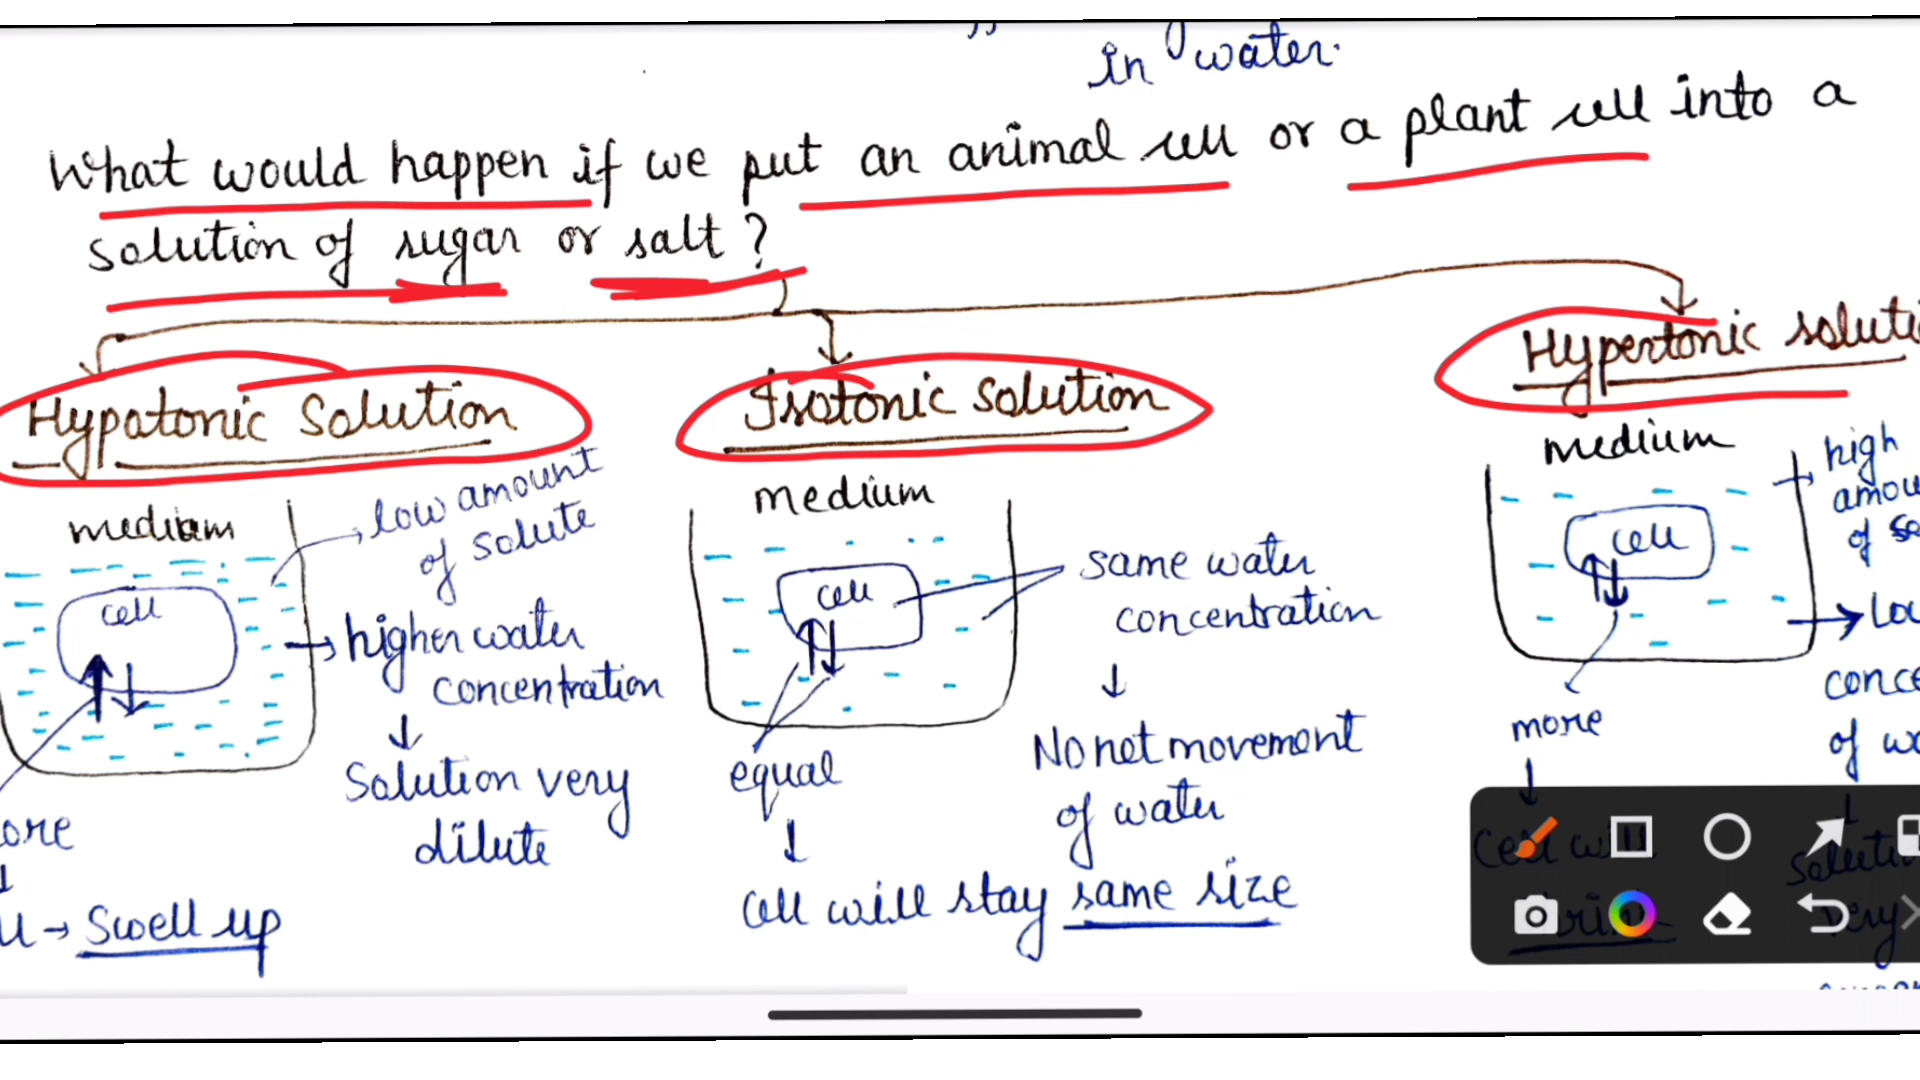 in water.
What would happen if we put an animal cell or a plant cell into a
solution of sugar or salt?
Hypotonic Solution
Isotonic solution
Hypertonic soluti
medium
low amount
of solute
cell
higher water
concentration
Solution very
dilute
ore
Swell up
medium
cell
same water
concentration
No net movement
of water
equal
cell will stay same size
medium
high
amou
of
cell
more
conce
of